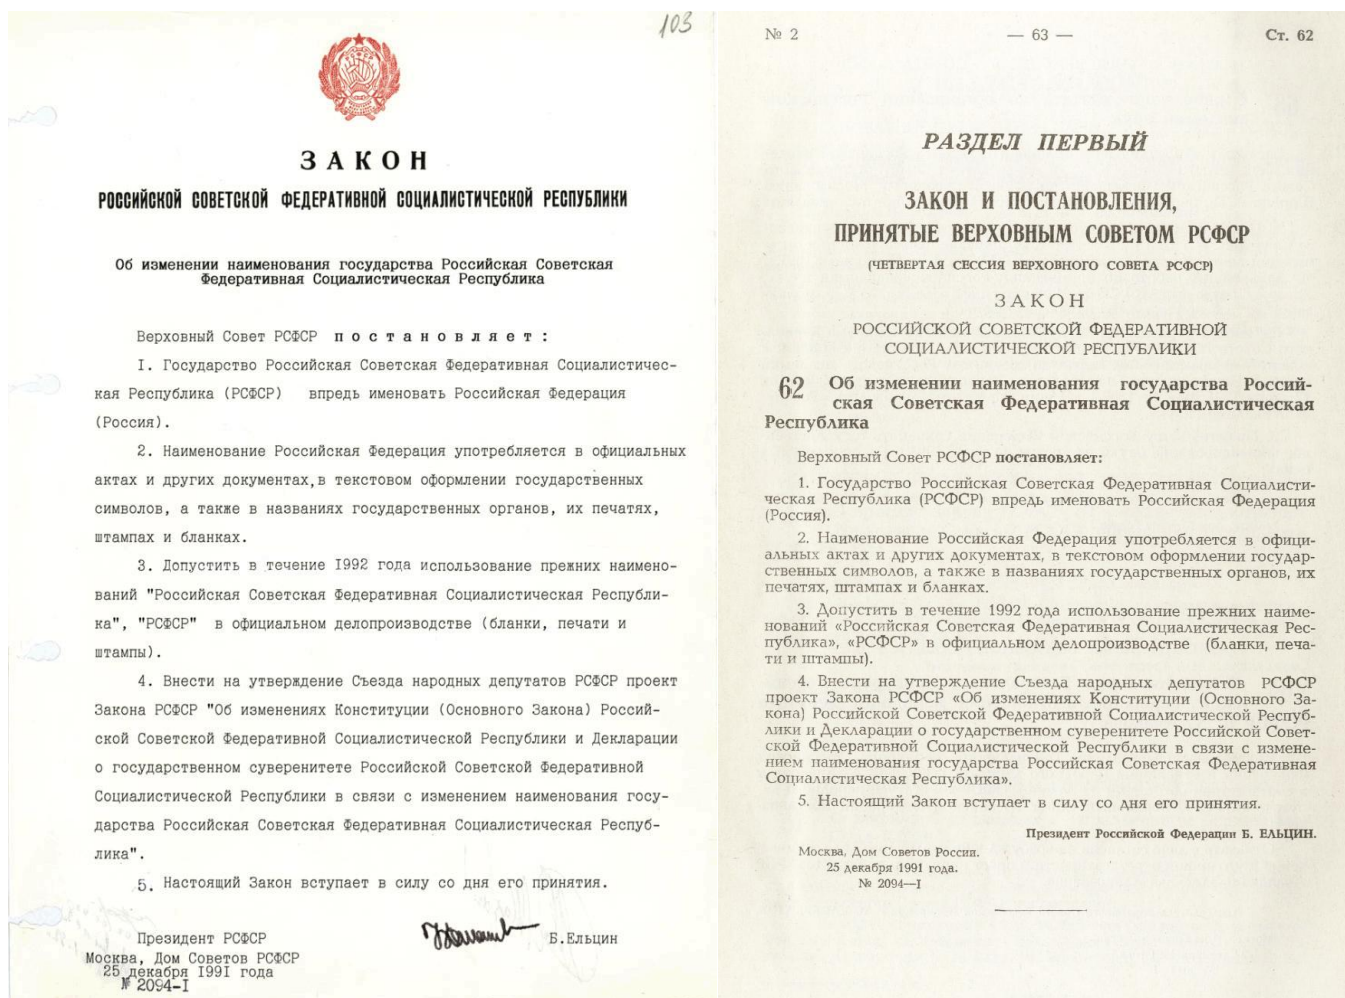 103
ЗАКОН
РОССИЙСКОЙ СОВЕТСКОЙ ФЕДЕРАТИВНОЙ СОЦИАЛИСТИЧЕСКОЙ РЕСПУБЛИКИ
Об изменении наименования государства Российская Советская
Федеративная Социалистическая Республика
Верховный Совет РСФСР постановляет:
I. Государство Российская Советская Федеративная Социалистичес-
кая Республика (РСФСР) впредь именовать Российская Федерация
(Россия).
2. Наименование Российская Федерация употребляется в официальных
актах и других документах,в текстовом оформлении государственных
символов, а также в названиях государственных органов, их печатях,
штампах и бланках.
3. Допустить в течение I992 года использование прежних наимено-
ваний "Российская Советская Федеративная Социалистическая Республи-
ка", "РСФСР" в официальном делопроизводстве (бланки, печати и
штампы).
4. Внести на утверждение Съезда народных депутатов РСФСР проект
Закона РСФСР "Об изменениях Конституции (Основного Закона) Россий-
ской Советской Федеративной Социалистической Республики и Декларации
о государственном суверенитете Российской Советской Федеративной
Социалистической Республики в связи с изменением наименования госу-
дарства Российская Советская Федеративная Социалистическая Респуб-
лика".
5. Настоящий Закон вступает в силу со дня его принятия.
Президент РСФСР Б.Ельцин
Москва, Дом Советов РСФСР
25 декабря I99I года
№ 2094-I
№ 2 — 63 — Ст. 62
РАЗДЕЛ ПЕРВЫЙ
ЗАКОН И ПОСТАНОВЛЕНИЯ,
ПРИНЯТЫЕ ВЕРХОВНЫМ СОВЕТОМ РСФСР
(ЧЕТВЕРТАЯ СЕССИЯ ВЕРХОВНОГО СОВЕТА РСФСР)
ЗАКОН
РОССИЙСКОЙ СОВЕТСКОЙ ФЕДЕРАТИВНОЙ
СОЦИАЛИСТИЧЕСКОЙ РЕСПУБЛИКИ
62 Об изменении наименования государства Россий-
ская Советская Федеративная Социалистическая
Республика
Верховный Совет РСФСР постановляет:
1. Государство Российская Советская Федеративная Социалисти-
ческая Республика (РСФСР) впредь именовать Российская Федерация
(Россия).
2. Наименование Российская Федерация употребляется в офици-
альных актах и других документах, в текстовом оформлении государ-
ственных символов, а также в названиях государственных органов, их
печатях, штампах и бланках.
3. Допустить в течение 1992 года использование прежних наиме-
нований «Российская Советская Федеративная Социалистическая Рес-
публика», «РСФСР» в официальном делопроизводстве (бланки, печа-
ти и штампы).
4. Внести на утверждение Съезда народных депутатов РСФСР
проект Закона РСФСР «Об изменениях Конституции (Основного За-
кона) Российской Советской Федеративной Социалистической Респуб-
лики и Декларации о государственном суверенитете Российской Совет-
ской Федеративной Социалистической Республики в связи с измене-
нием наименования государства Российская Советская Федеративная
Социалистическая Республика».
5. Настоящий Закон вступает в силу со дня его принятия.
Президент Российской Федерации Б. ЕЛЬЦИН.
Москва, Дом Советов России.
25 декабря 1991 года.
№ 2094—I